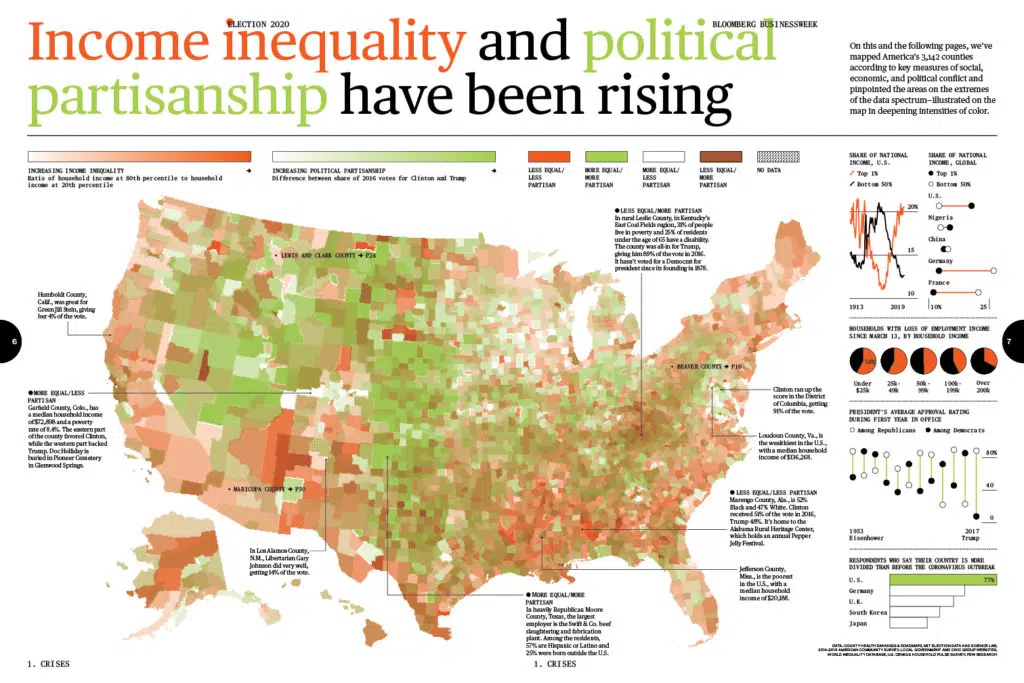 ELECTION 2020
BLOOMBERG BUSINESSWEEK
Income inequality and political
partisanship have been rising
On this and the following pages, we've
mapped America's 3,142 counties
according to key measures of social,
economic, and political conflict and
pinpointed the areas on the extremes
of the data spectrum—illustrated on the
map in deepening intensities of color.
INCREASING INCOME INEQUALITY
Ratio of household income at 80th percentile to household
income at 20th percentile
INCREASING POLITICAL PARTISANSHIP
Difference between share of 2016 votes for Clinton and Trump
LESS EQUAL/
LESS
PARTISAN
MORE EQUAL/
MORE
PARTISAN
MORE EQUAL/
LESS
PARTISAN
LESS EQUAL/
MORE
PARTISAN
NO DATA
LESS EQUAL/MORE PARTISAN
In rural Leslie County, in Kentucky's
East Coal Fields region, 38% of people
live in poverty and 25% of residents
under the age of 65 have a disability.
The county was all-in for Trump,
giving him 89% of the vote in 2016.
It hasn't voted for a Democrat for
president since its founding in 1878.
LEWIS AND CLARK COUNTY → P24
Humboldt County,
Calif., was great for
Green Jill Stein, giving
her 4% of the vote.
6
7
BEAVER COUNTY → P16
MORE EQUAL/LESS
PARTISAN
Garfield County, Colo., has
a median household income
of $72,898 and a poverty
rate of 8.4%. The eastern part
of the county favored Clinton,
while the western part backed
Trump. Doc Holliday is
buried in Pioneer Cemetery
in Glenwood Springs.
Clinton ran up the
score in the District
of Columbia, getting
91% of the vote.
Loudoun County, Va., is
the wealthiest in the U.S.,
with a median household
income of $136,268.
MARICOPA COUNTY → P30
LESS EQUAL/LESS PARTISAN
Marengo County, Ala., is 52%
Black and 47% White. Clinton
received 51% of the vote in 2016,
Trump 48%. It's home to the
Alabama Rural Heritage Center,
which holds an annual Pepper
Jelly Festival.
In Los Alamos County,
N.M., Libertarian Gary
Johnson did very well,
getting 14% of the vote.
Jefferson County,
Miss., is the poorest
in the U.S., with a
median household
income of $20,188.
MORE EQUAL/MORE
PARTISAN
In heavily Republican Moore
County, Texas, the largest
employer is the Swift & Co. beef
slaughtering and fabrication
plant. Among the residents,
57% are Hispanic or Latino and
25% were born outside the U.S.
SHARE OF NATIONAL
INCOME, U.S.
Top 1%
Bottom 50%
20%
15
10
1913
2019
SHARE OF NATIONAL
INCOME, GLOBAL
Top 1%
Bottom 50%
U.S.
Nigeria
China
Germany
France
10%
25
HOUSEHOLDS WITH LOSS OF EMPLOYMENT INCOME
SINCE MARCH 13, BY HOUSEHOLD INCOME
Under
$25k
25k-
49k
50k-
99k
100k-
199k
Over
200k
PRESIDENT'S AVERAGE APPROVAL RATING
DURING FIRST YEAR IN OFFICE
Among Republicans
Among Democrats
80%
40
0
1953
Eisenhower
2017
Trump
RESPONDENTS WHO SAY THEIR COUNTRY IS MORE
DIVIDED THAN BEFORE THE CORONAVIRUS OUTBREAK
U.S.
77%
Germany
U.K.
South Korea
Japan
DATA: COUNTY HEALTH RANKINGS & ROADMAPS; MIT ELECTION DATA AND SCIENCE LAB;
2014-2018 AMERICAN COMMUNITY SURVEY; LOCAL GOVERNMENT AND CIVIC GROUP WEBSITES;
WORLD INEQUALITY DATABASE; U.S. CENSUS HOUSEHOLD PULSE SURVEY; PEW RESEARCH
1. CRISES
1. CRISES